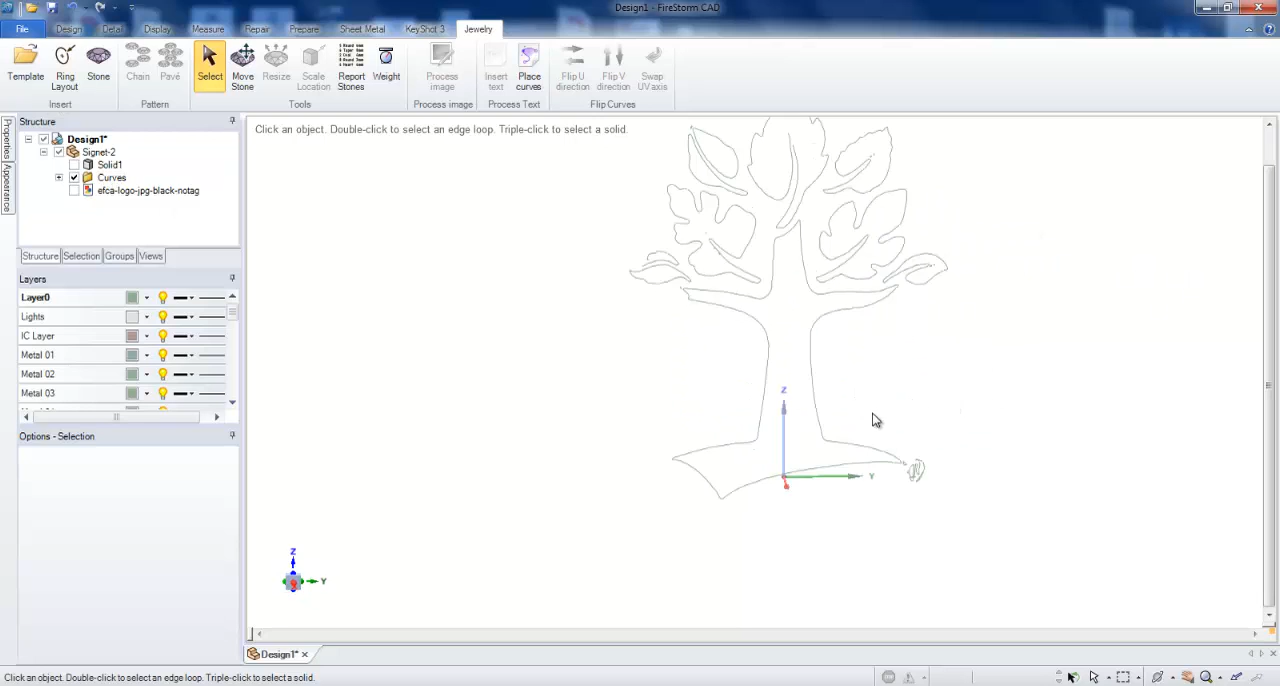 Design1 - FireStorm CAD
File Design Detail Display Measure Repair Prepare Sheet Metal KeyShot 3 Jewelry
Template Ring Layout Stone Chain Pavé Select Move Stone Resize Scale Location Report Stones Weight Process image Insert text Place curves Flip U direction Flip V direction Swap UV axis
Insert Pattern Tools Process image Process Text Flip Curves
Properties
Appearance
Structure
Design1*
Signet-2
Solid1
Curves
efca-logo-jpg-black-notag
Structure Selection Groups Views
Layers
Layer0
Lights
IC Layer
Metal 01
Metal 02
Metal 03
Options - Selection
Click an object. Double-click to select an edge loop. Triple-click to select a solid.
Z
Y
Z
Y
Design1*
Click an object. Double-click to select an edge loop. Triple-click to select a solid.